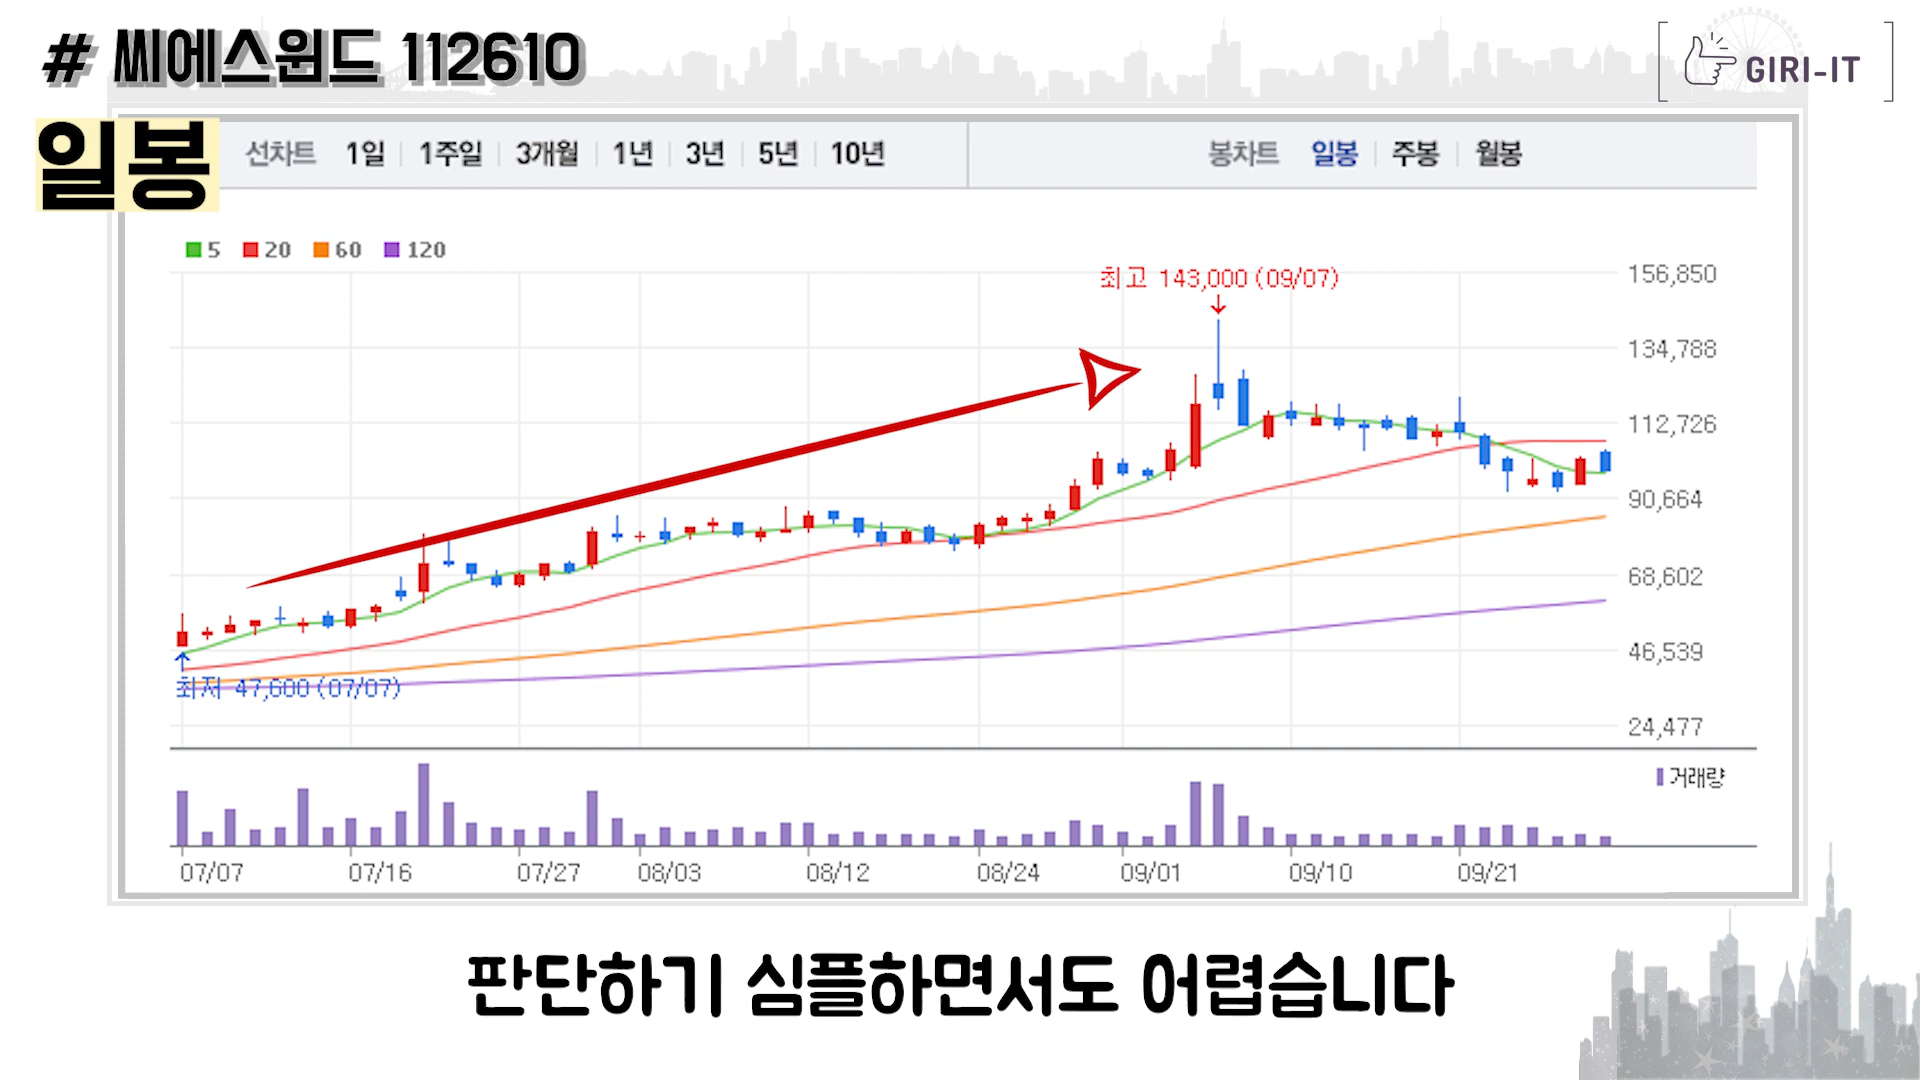 # 씨에스윈드 112610
GIRI-IT
일봉
선차트 1일 1주일 3개월 1년 3년 5년 10년
봉차트 일봉 주봉 월봉
5 20 60 120
최고 143,000 (09/07)
156,850
134,788
112,726
90,664
68,602
46,539
24,477
최저 47,600 (07/07)
거래량
07/07 07/16 07/27 08/03 08/12 08/24 09/01 09/10 09/21
판단하기 심플하면서도 어렵습니다